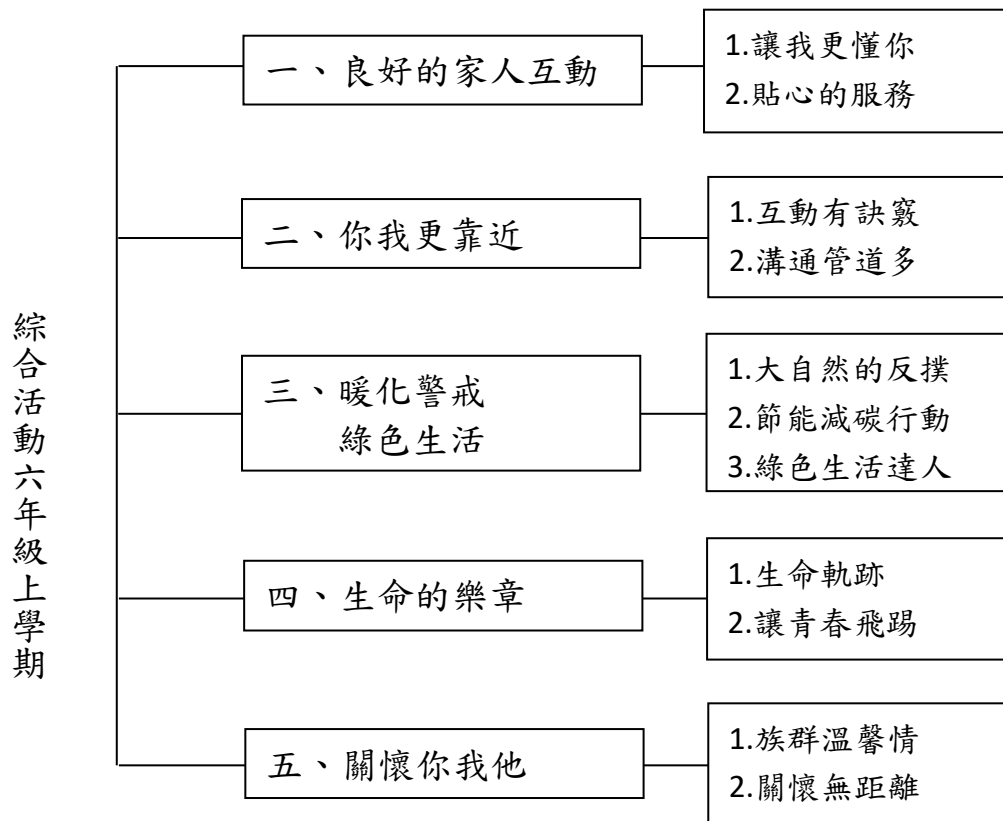 綜合活動六年級上學期
一、良好的家人互動
1.讓我更懂你
2.貼心的服務
二、你我更靠近
1.互動有訣竅
2.溝通管道多
三、暖化警戒
綠色生活
1.大自然的反撲
2.節能減碳行動
3.綠色生活達人
四、生命的樂章
1.生命軌跡
2.讓青春飛踢
五、關懷你我他
1.族群溫馨情
2.關懷無距離